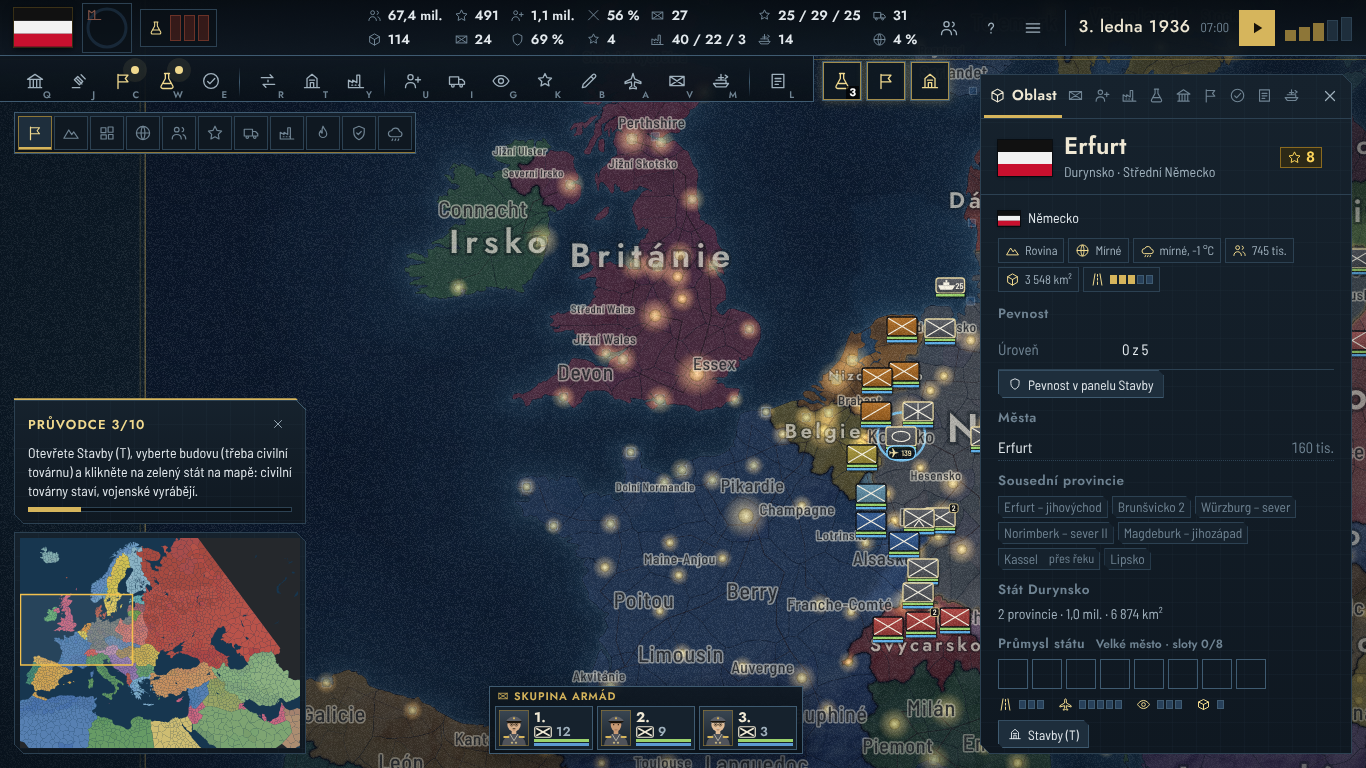 67,4 mil. 491 1,1 mil. 56 % 27 25 / 29 / 25 31
114 24 69 % 4 40 / 22 / 3 14 4 %
? 3. ledna 1936 07:00
Q J C W E R T Y U I G K B A V M L
3
Perthshire
Jižní Ulster
Jižní Skotsko
Severní Irsko
Connacht
Irsko
Británie
Střední Wales
Jižní Wales
Essex
Devon
Belgie
Dolní Normandie
Pikardie
Champagne
Hesensko
Maine-Anjou
Poitou
Berry
Franche-Comté
Limousin
Auvergne
Akvitánie
Švýcarsko
Milán
Piemont
León
Toulouse
Languedoc
25
139
2
2
PRŮVODCE 3/10
Otevřete Stavby (T), vyberte budovu (třeba civilní
továrnu) a klikněte na zelený stát na mapě: civilní
továrny staví, vojenské vyrábějí.
SKUPINA ARMÁD
1. 12
2. 9
3. 3
Oblast
Erfurt
Durynsko · Střední Německo
8
Německo
Rovina Mírné mírné, -1 °C 745 tis.
3 548 km²
Pevnost
Úroveň 0 z 5
Pevnost v panelu Stavby
Města
Erfurt 160 tis.
Sousední provincie
Erfurt – jihovýchod Brunšvicko 2 Würzburg – sever
Norimberk – sever II Magdeburk – jihozápad
Kassel přes řeku Lipsko
Stát Durynsko
2 provincie · 1,0 mil. · 6 874 km²
Průmysl státu Velké město · sloty 0/8
Stavby (T)